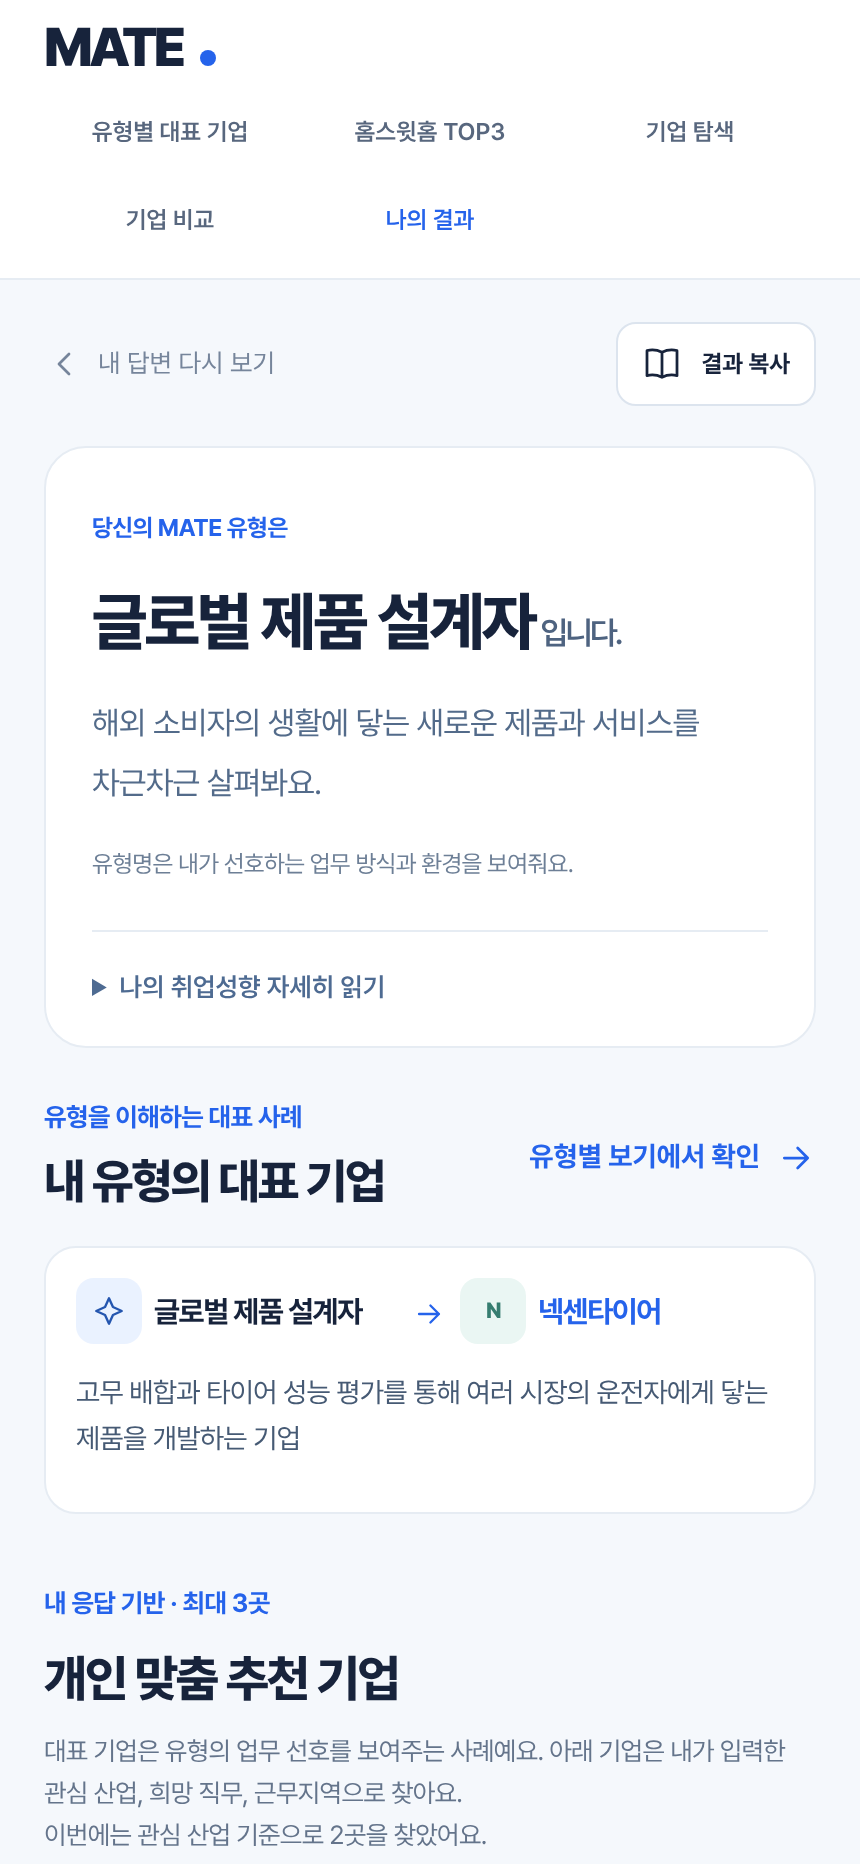 MATE
유형별 대표 기업
홈스윗홈 TOP3
기업 탐색
기업 비교
나의 결과
내 답변 다시 보기
결과 복사
당신의 MATE 유형은
글로벌 제품 설계자 입니다.
해외 소비자의 생활에 닿는 새로운 제품과 서비스를
차근차근 살펴봐요.
유형명은 내가 선호하는 업무 방식과 환경을 보여줘요.
나의 취업성향 자세히 읽기
유형을 이해하는 대표 사례
내 유형의 대표 기업
유형별 보기에서 확인
글로벌 제품 설계자
N
넥센타이어
고무 배합과 타이어 성능 평가를 통해 여러 시장의 운전자에게 닿는
제품을 개발하는 기업
내 응답 기반 · 최대 3곳
개인 맞춤 추천 기업
대표 기업은 유형의 업무 선호를 보여주는 사례예요. 아래 기업은 내가 입력한
관심 산업, 희망 직무, 근무지역으로 찾아요.
이번에는 관심 산업 기준으로 2곳을 찾았어요.